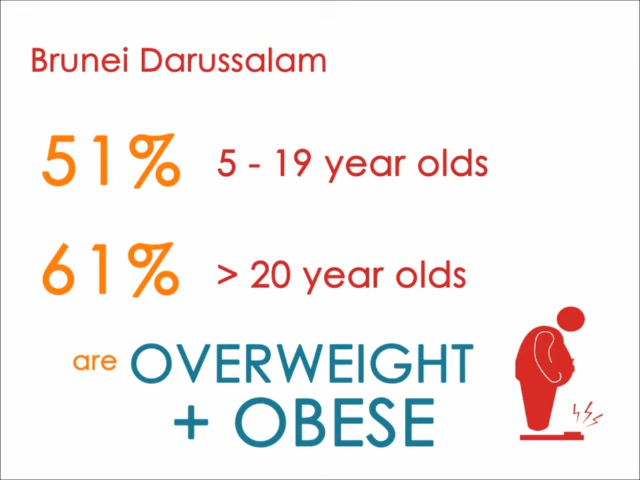 Brunei Darussalam
51% 5 - 19 year olds
61% > 20 year olds
are OVERWEIGHT
+ OBESE